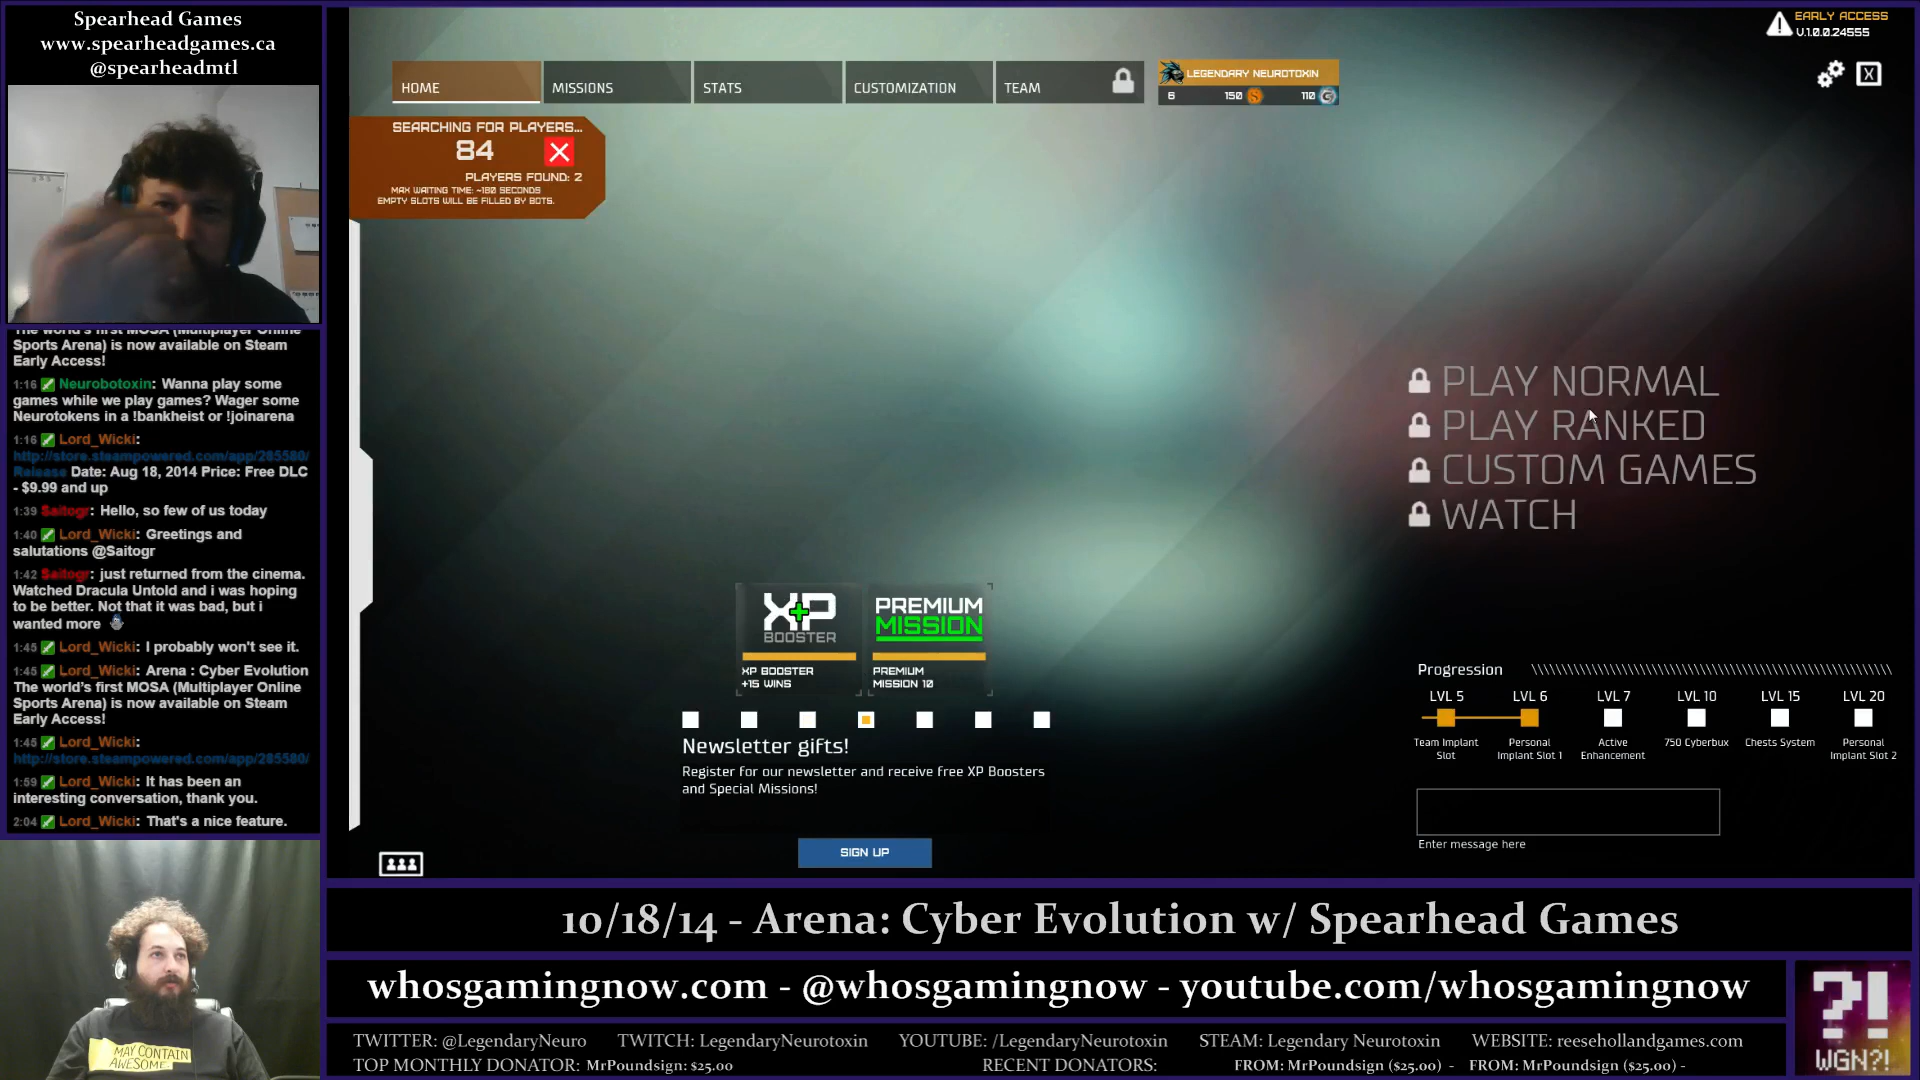 Spearhead Games
www.spearheadgames.ca
@spearheadmtl
EARLY ACCESS
V.1.0.0.24555
HOME
MISSIONS
STATS
CUSTOMIZATION
TEAM
LEGENDARY NEUROTOXIN
6 150 110
SEARCHING FOR PLAYERS...
84
PLAYERS FOUND: 2
MAX WAITING TIME: ~180 SECONDS
EMPTY SLOTS WILL BE FILLED BY BOTS.
The world's first MOSA (Multiplayer Online
Sports Arena) is now available on Steam
Early Access!
1:16 Neurobotoxin: Wanna play some
games while we play games? Wager some
Neurotokens in a !bankheist or !joinarena
1:16 Lord_Wicki:
http://store.steampowered.com/app/285580/
Release Date: Aug 18, 2014 Price: Free DLC
- $9.99 and up
1:39 Saitogr: Hello, so few of us today
1:40 Lord_Wicki: Greetings and
salutations @Saitogr
1:42 Saitogr: just returned from the cinema.
Watched Dracula Untold and i was hoping
to be better. Not that it was bad, but i
wanted more
1:45 Lord_Wicki: I probably won't see it.
1:45 Lord_Wicki: Arena : Cyber Evolution
The world's first MOSA (Multiplayer Online
Sports Arena) is now available on Steam
Early Access!
1:45 Lord_Wicki:
http://store.steampowered.com/app/285580/
1:59 Lord_Wicki: It has been an
interesting conversation, thank you.
2:04 Lord_Wicki: That's a nice feature.
PLAY NORMAL
PLAY RANKED
CUSTOM GAMES
WATCH
XP
BOOSTER
XP BOOSTER
+15 WINS
PREMIUM
MISSION
PREMIUM
MISSION 10
Newsletter gifts!
Register for our newsletter and receive free XP Boosters
and Special Missions!
SIGN UP
Progression
LVL 5 LVL 6 LVL 7 LVL 10 LVL 15 LVL 20
Team Implant Slot
Personal Implant Slot 1
Active Enhancement
750 Cyberbux
Chests System
Personal Implant Slot 2
Enter message here
MAY CONTAIN
AWESOME
10/18/14 - Arena: Cyber Evolution w/ Spearhead Games
whosgamingnow.com - @whosgamingnow - youtube.com/whosgamingnow
TWITTER: @LegendaryNeuro TWITCH: LegendaryNeurotoxin YOUTUBE: /LegendaryNeurotoxin STEAM: Legendary Neurotoxin WEBSITE: reesehollandgames.com
TOP MONTHLY DONATOR: MrPoundsign: $25.00 RECENT DONATORS: FROM: MrPoundsign ($25.00) - FROM: MrPoundsign ($25.00) -
?!
WGN?!